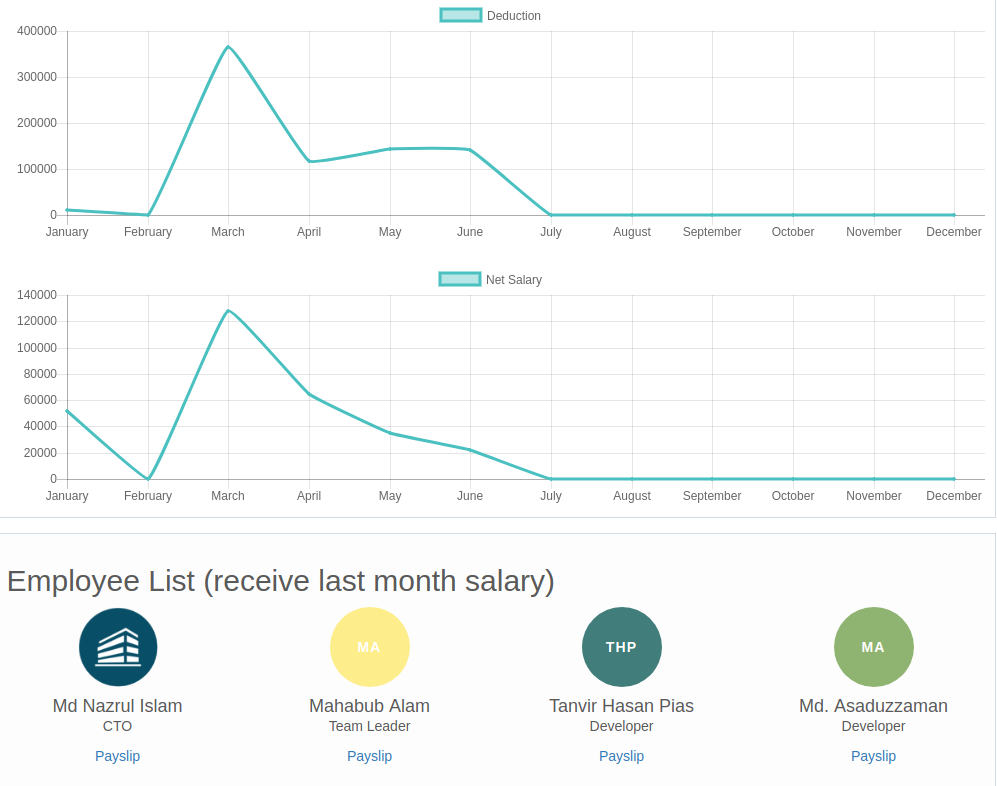 Deduction
400000
300000
200000
100000
0
January February March April May June July August September October November December
Net Salary
140000
120000
100000
80000
60000
40000
20000
0
January February March April May June July August September October November December
Employee List (receive last month salary)
MA THP MA
Md Nazrul Islam Mahabub Alam Tanvir Hasan Pias Md. Asaduzzaman
CTO Team Leader Developer Developer
Payslip Payslip Payslip Payslip